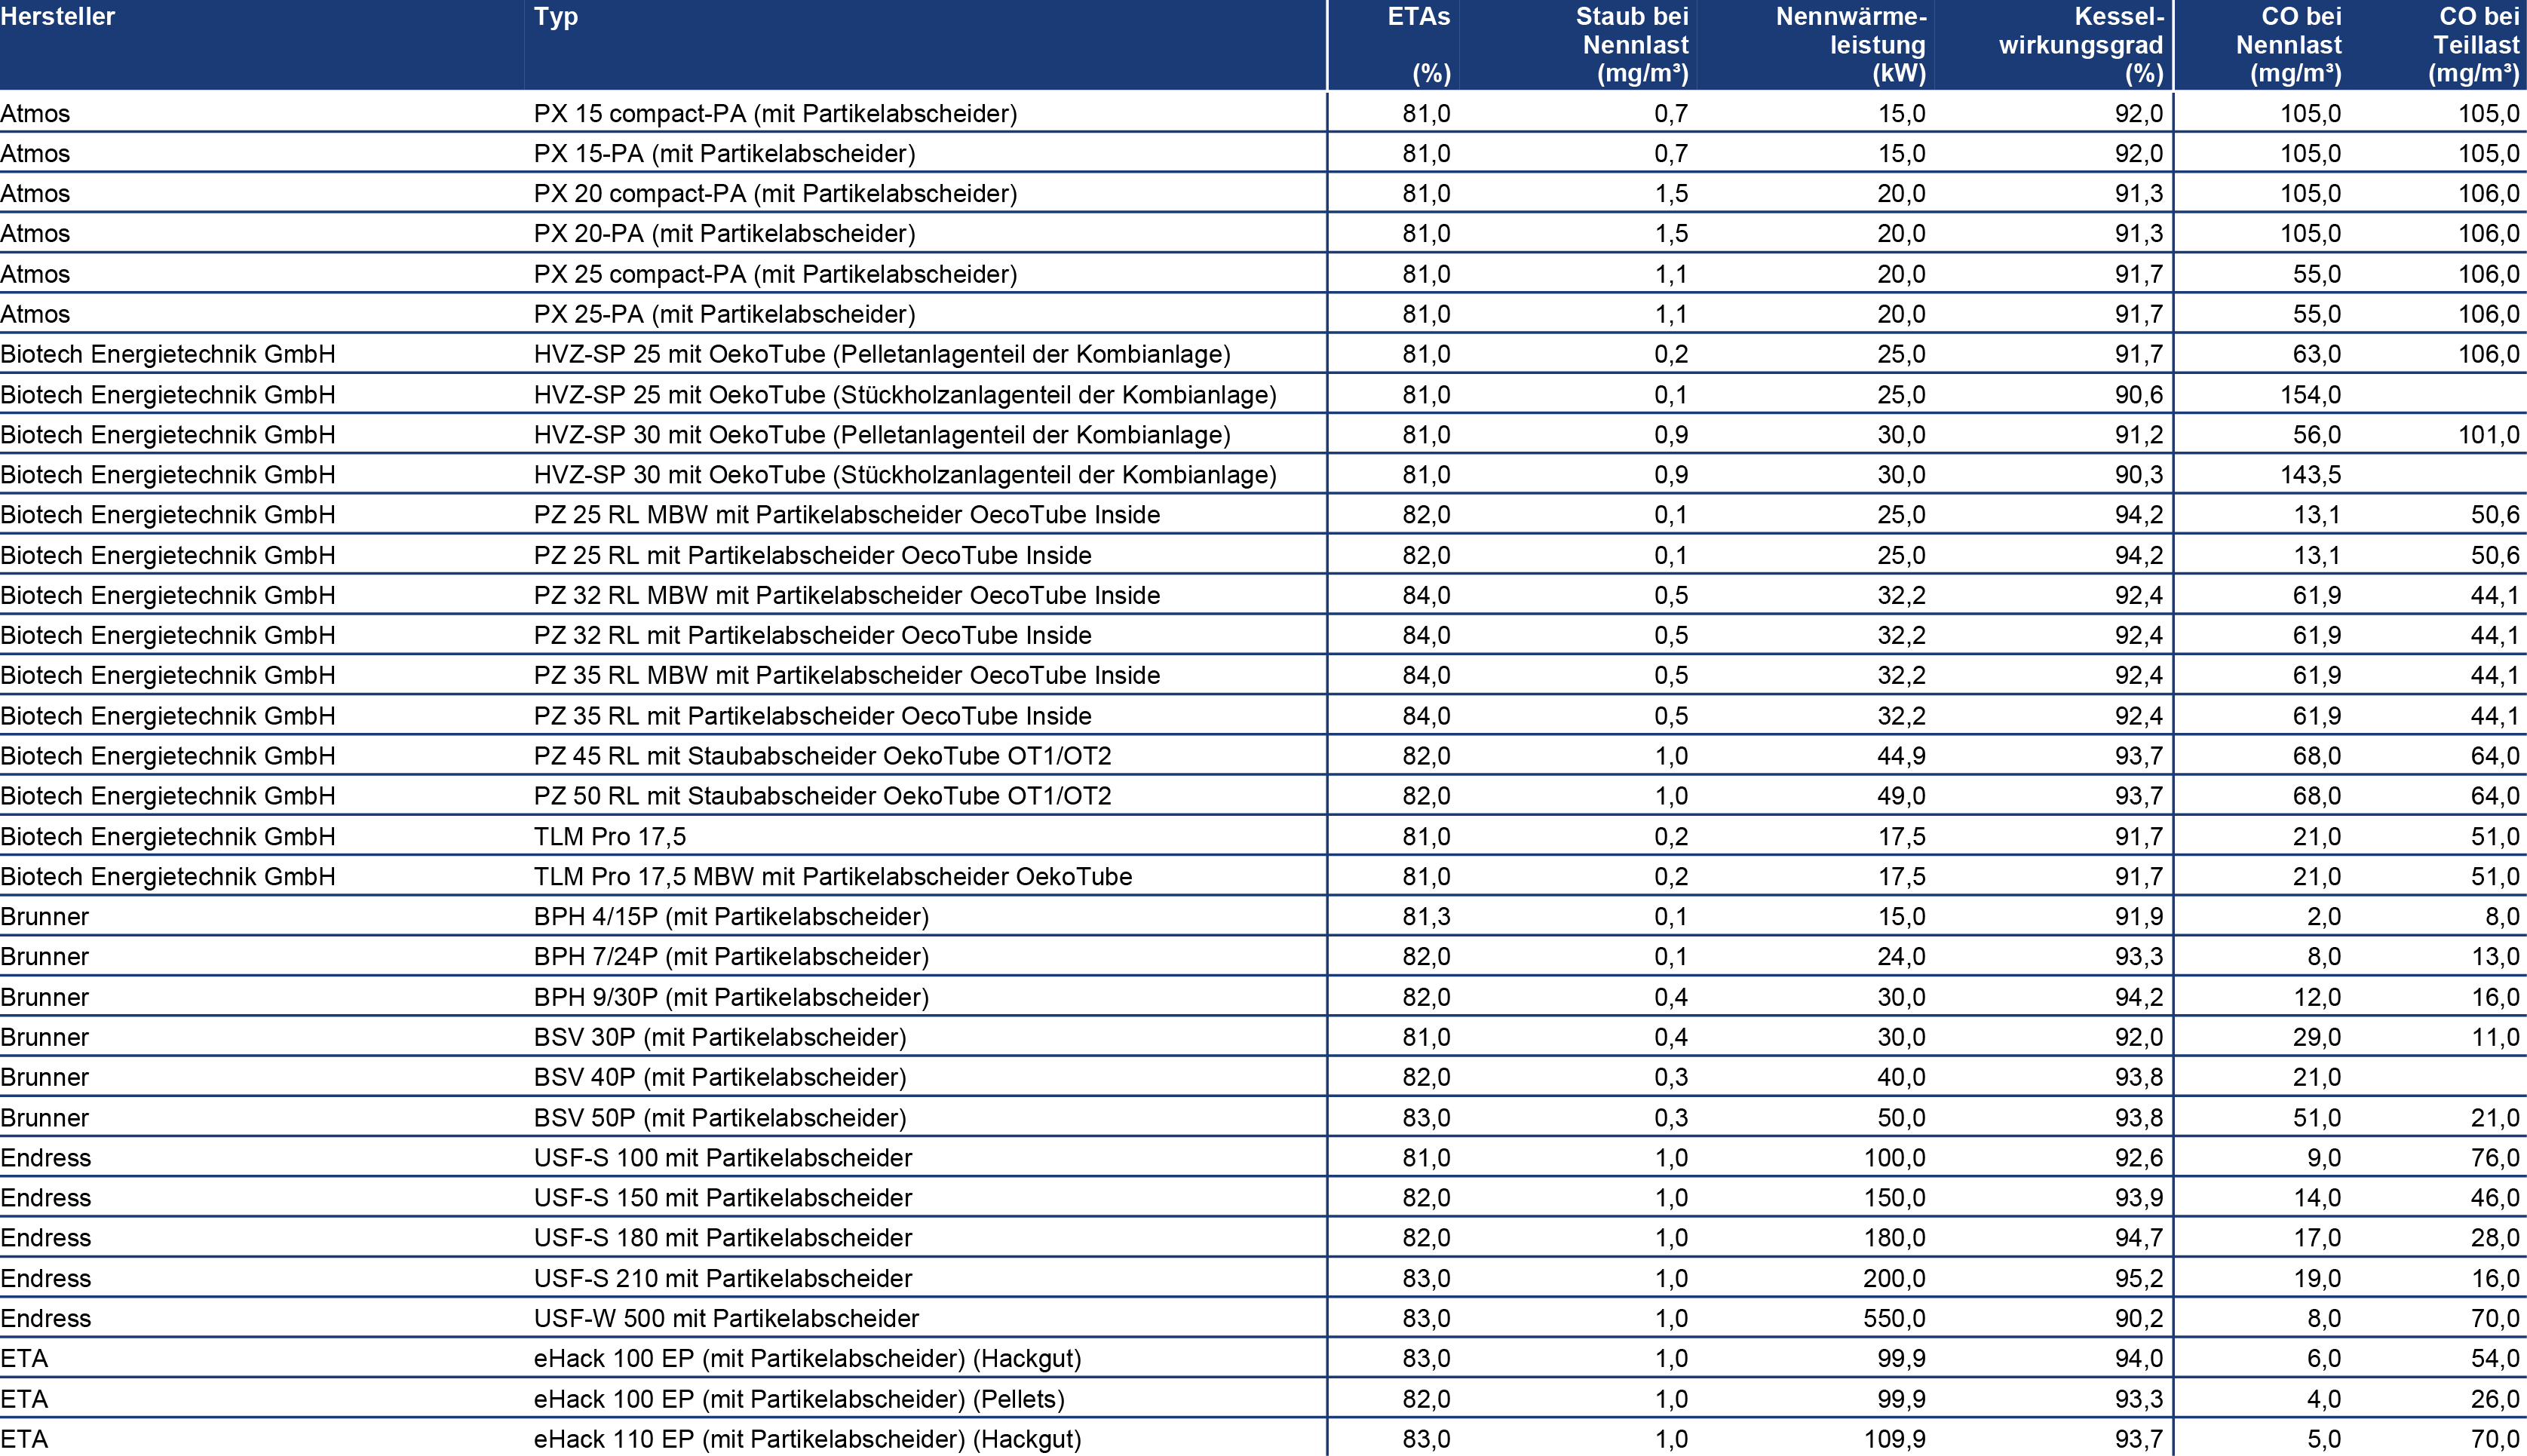 Hersteller Typ ETAs (%) Staub bei Nennlast (mg/m³) Nennwärme-leistung (kW) Kessel-wirkungsgrad (%) CO bei Nennlast (mg/m³) CO bei Teillast (mg/m³)
Atmos PX 15 compact-PA (mit Partikelabscheider) 81,0 0,7 15,0 92,0 105,0 105,0
Atmos PX 15-PA (mit Partikelabscheider) 81,0 0,7 15,0 92,0 105,0 105,0
Atmos PX 20 compact-PA (mit Partikelabscheider) 81,0 1,5 20,0 91,3 105,0 106,0
Atmos PX 20-PA (mit Partikelabscheider) 81,0 1,5 20,0 91,3 105,0 106,0
Atmos PX 25 compact-PA (mit Partikelabscheider) 81,0 1,1 20,0 91,7 55,0 106,0
Atmos PX 25-PA (mit Partikelabscheider) 81,0 1,1 20,0 91,7 55,0 106,0
Biotech Energietechnik GmbH HVZ-SP 25 mit OekoTube (Pelletanlagenteil der Kombianlage) 81,0 0,2 25,0 91,7 63,0 106,0
Biotech Energietechnik GmbH HVZ-SP 25 mit OekoTube (Stückholzanlagenteil der Kombianlage) 81,0 0,1 25,0 90,6 154,0
Biotech Energietechnik GmbH HVZ-SP 30 mit OekoTube (Pelletanlagenteil der Kombianlage) 81,0 0,9 30,0 91,2 56,0 101,0
Biotech Energietechnik GmbH HVZ-SP 30 mit OekoTube (Stückholzanlagenteil der Kombianlage) 81,0 0,9 30,0 90,3 143,5
Biotech Energietechnik GmbH PZ 25 RL MBW mit Partikelabscheider OecoTube Inside 82,0 0,1 25,0 94,2 13,1 50,6
Biotech Energietechnik GmbH PZ 25 RL mit Partikelabscheider OecoTube Inside 82,0 0,1 25,0 94,2 13,1 50,6
Biotech Energietechnik GmbH PZ 32 RL MBW mit Partikelabscheider OecoTube Inside 84,0 0,5 32,2 92,4 61,9 44,1
Biotech Energietechnik GmbH PZ 32 RL mit Partikelabscheider OecoTube Inside 84,0 0,5 32,2 92,4 61,9 44,1
Biotech Energietechnik GmbH PZ 35 RL MBW mit Partikelabscheider OecoTube Inside 84,0 0,5 32,2 92,4 61,9 44,1
Biotech Energietechnik GmbH PZ 35 RL mit Partikelabscheider OecoTube Inside 84,0 0,5 32,2 92,4 61,9 44,1
Biotech Energietechnik GmbH PZ 45 RL mit Staubabscheider OekoTube OT1/OT2 82,0 1,0 44,9 93,7 68,0 64,0
Biotech Energietechnik GmbH PZ 50 RL mit Staubabscheider OekoTube OT1/OT2 82,0 1,0 49,0 93,7 68,0 64,0
Biotech Energietechnik GmbH TLM Pro 17,5 81,0 0,2 17,5 91,7 21,0 51,0
Biotech Energietechnik GmbH TLM Pro 17,5 MBW mit Partikelabscheider OekoTube 81,0 0,2 17,5 91,7 21,0 51,0
Brunner BPH 4/15P (mit Partikelabscheider) 81,3 0,1 15,0 91,9 2,0 8,0
Brunner BPH 7/24P (mit Partikelabscheider) 82,0 0,1 24,0 93,3 8,0 13,0
Brunner BPH 9/30P (mit Partikelabscheider) 82,0 0,4 30,0 94,2 12,0 16,0
Brunner BSV 30P (mit Partikelabscheider) 81,0 0,4 30,0 92,0 29,0 11,0
Brunner BSV 40P (mit Partikelabscheider) 82,0 0,3 40,0 93,8 21,0
Brunner BSV 50P (mit Partikelabscheider) 83,0 0,3 50,0 93,8 51,0 21,0
Endress USF-S 100 mit Partikelabscheider 81,0 1,0 100,0 92,6 9,0 76,0
Endress USF-S 150 mit Partikelabscheider 82,0 1,0 150,0 93,9 14,0 46,0
Endress USF-S 180 mit Partikelabscheider 82,0 1,0 180,0 94,7 17,0 28,0
Endress USF-S 210 mit Partikelabscheider 83,0 1,0 200,0 95,2 19,0 16,0
Endress USF-W 500 mit Partikelabscheider 83,0 1,0 550,0 90,2 8,0 70,0
ETA eHack 100 EP (mit Partikelabscheider) (Hackgut) 83,0 1,0 99,9 94,0 6,0 54,0
ETA eHack 100 EP (mit Partikelabscheider) (Pellets) 82,0 1,0 99,9 93,3 4,0 26,0
ETA eHack 110 EP (mit Partikelabscheider) (Hackgut) 83,0 1,0 109,9 93,7 5,0 70,0